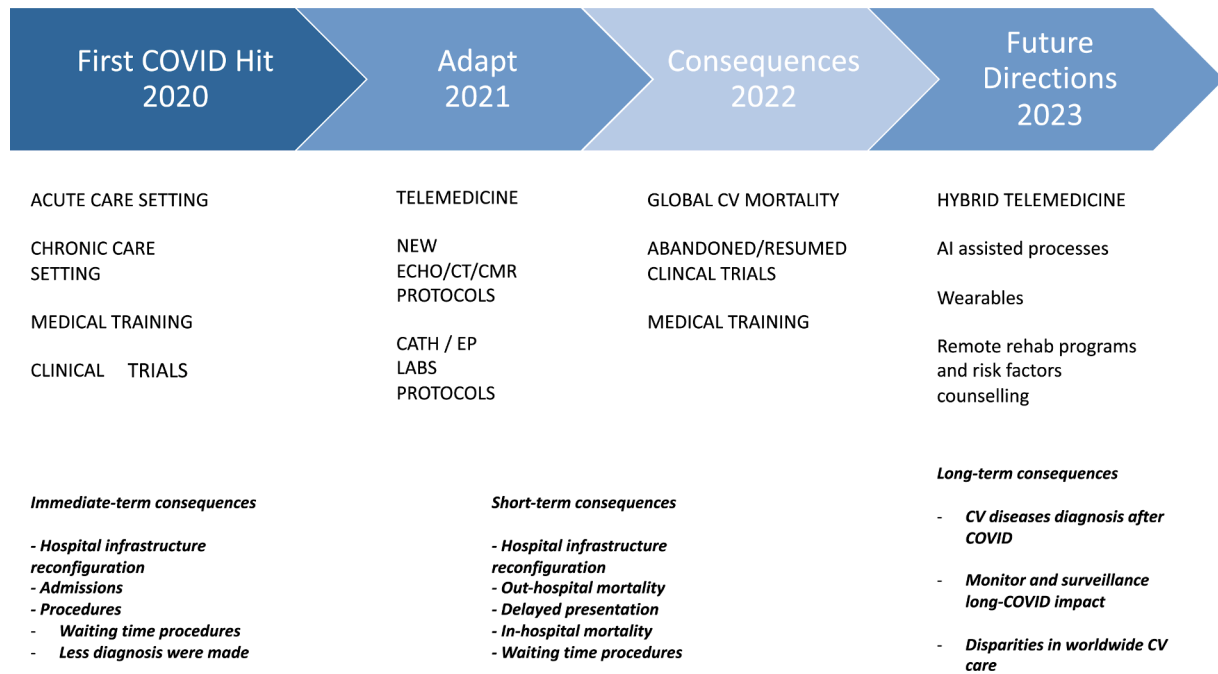 First COVID Hit
2020
Adapt
2021
Consequences
2022
Future
Directions
2023
ACUTE CARE SETTING
CHRONIC CARE
SETTING
MEDICAL TRAINING
CLINICAL TRIALS
TELEMEDICINE
NEW
ECHO/CT/CMR
PROTOCOLS
CATH / EP
LABS
PROTOCOLS
GLOBAL CV MORTALITY
ABANDONED/RESUMED
CLINCAL TRIALS
MEDICAL TRAINING
HYBRID TELEMEDICINE
AI assisted processes
Wearables
Remote rehab programs
and risk factors
counselling
Immediate-term consequences
- Hospital infrastructure
reconfiguration
- Admissions
- Procedures
- Waiting time procedures
- Less diagnosis were made
Short-term consequences
- Hospital infrastructure
reconfiguration
- Out-hospital mortality
- Delayed presentation
- In-hospital mortality
- Waiting time procedures
Long-term consequences
- CV diseases diagnosis after
COVID
- Monitor and surveillance
long-COVID impact
- Disparities in worldwide CV
care